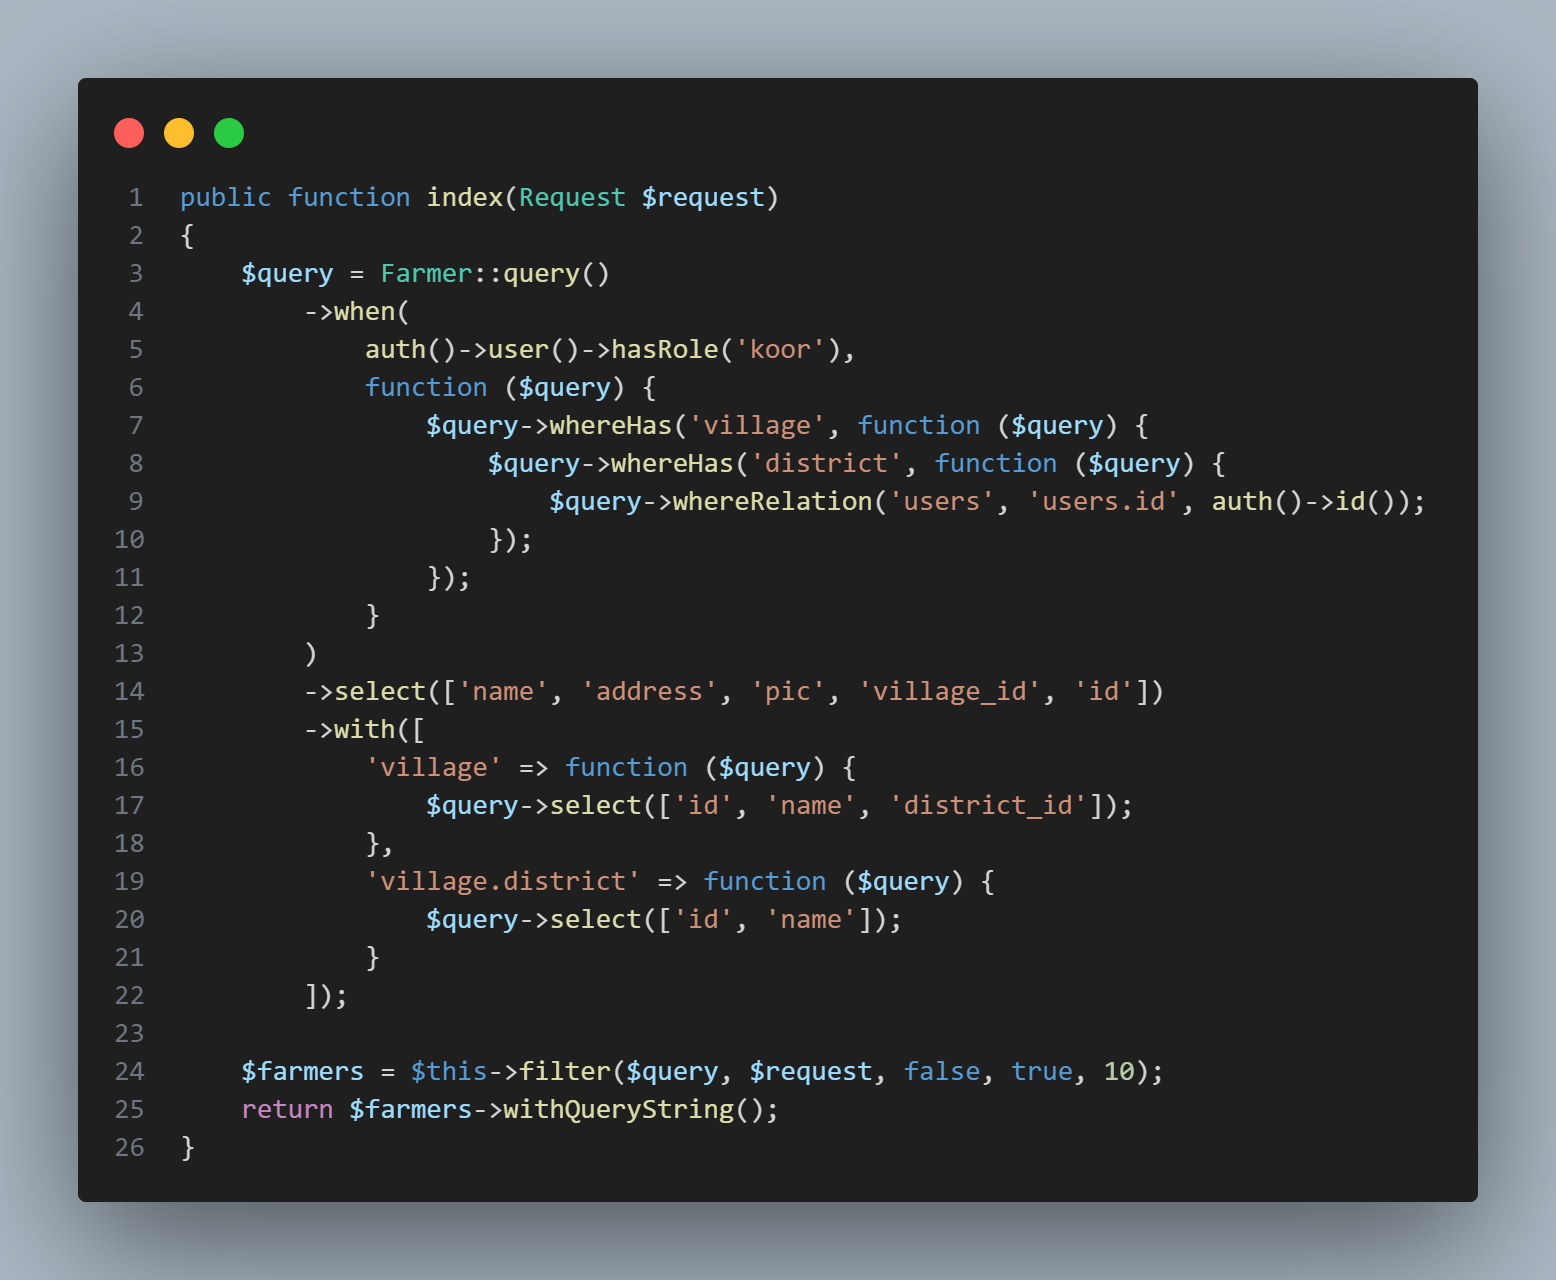 1 public function index(Request $request)
2 {
3     $query = Farmer::query()
4         ->when(
5             auth()->user()->hasRole('koor'),
6             function ($query) {
7                 $query->whereHas('village', function ($query) {
8                     $query->whereHas('district', function ($query) {
9                         $query->whereRelation('users', 'users.id', auth()->id());
10                     });
11                 });
12             }
13         )
14         ->select(['name', 'address', 'pic', 'village_id', 'id'])
15         ->with([
16             'village' => function ($query) {
17                 $query->select(['id', 'name', 'district_id']);
18             },
19             'village.district' => function ($query) {
20                 $query->select(['id', 'name']);
21             }
22         ]);
23
24     $farmers = $this->filter($query, $request, false, true, 10);
25     return $farmers->withQueryString();
26 }